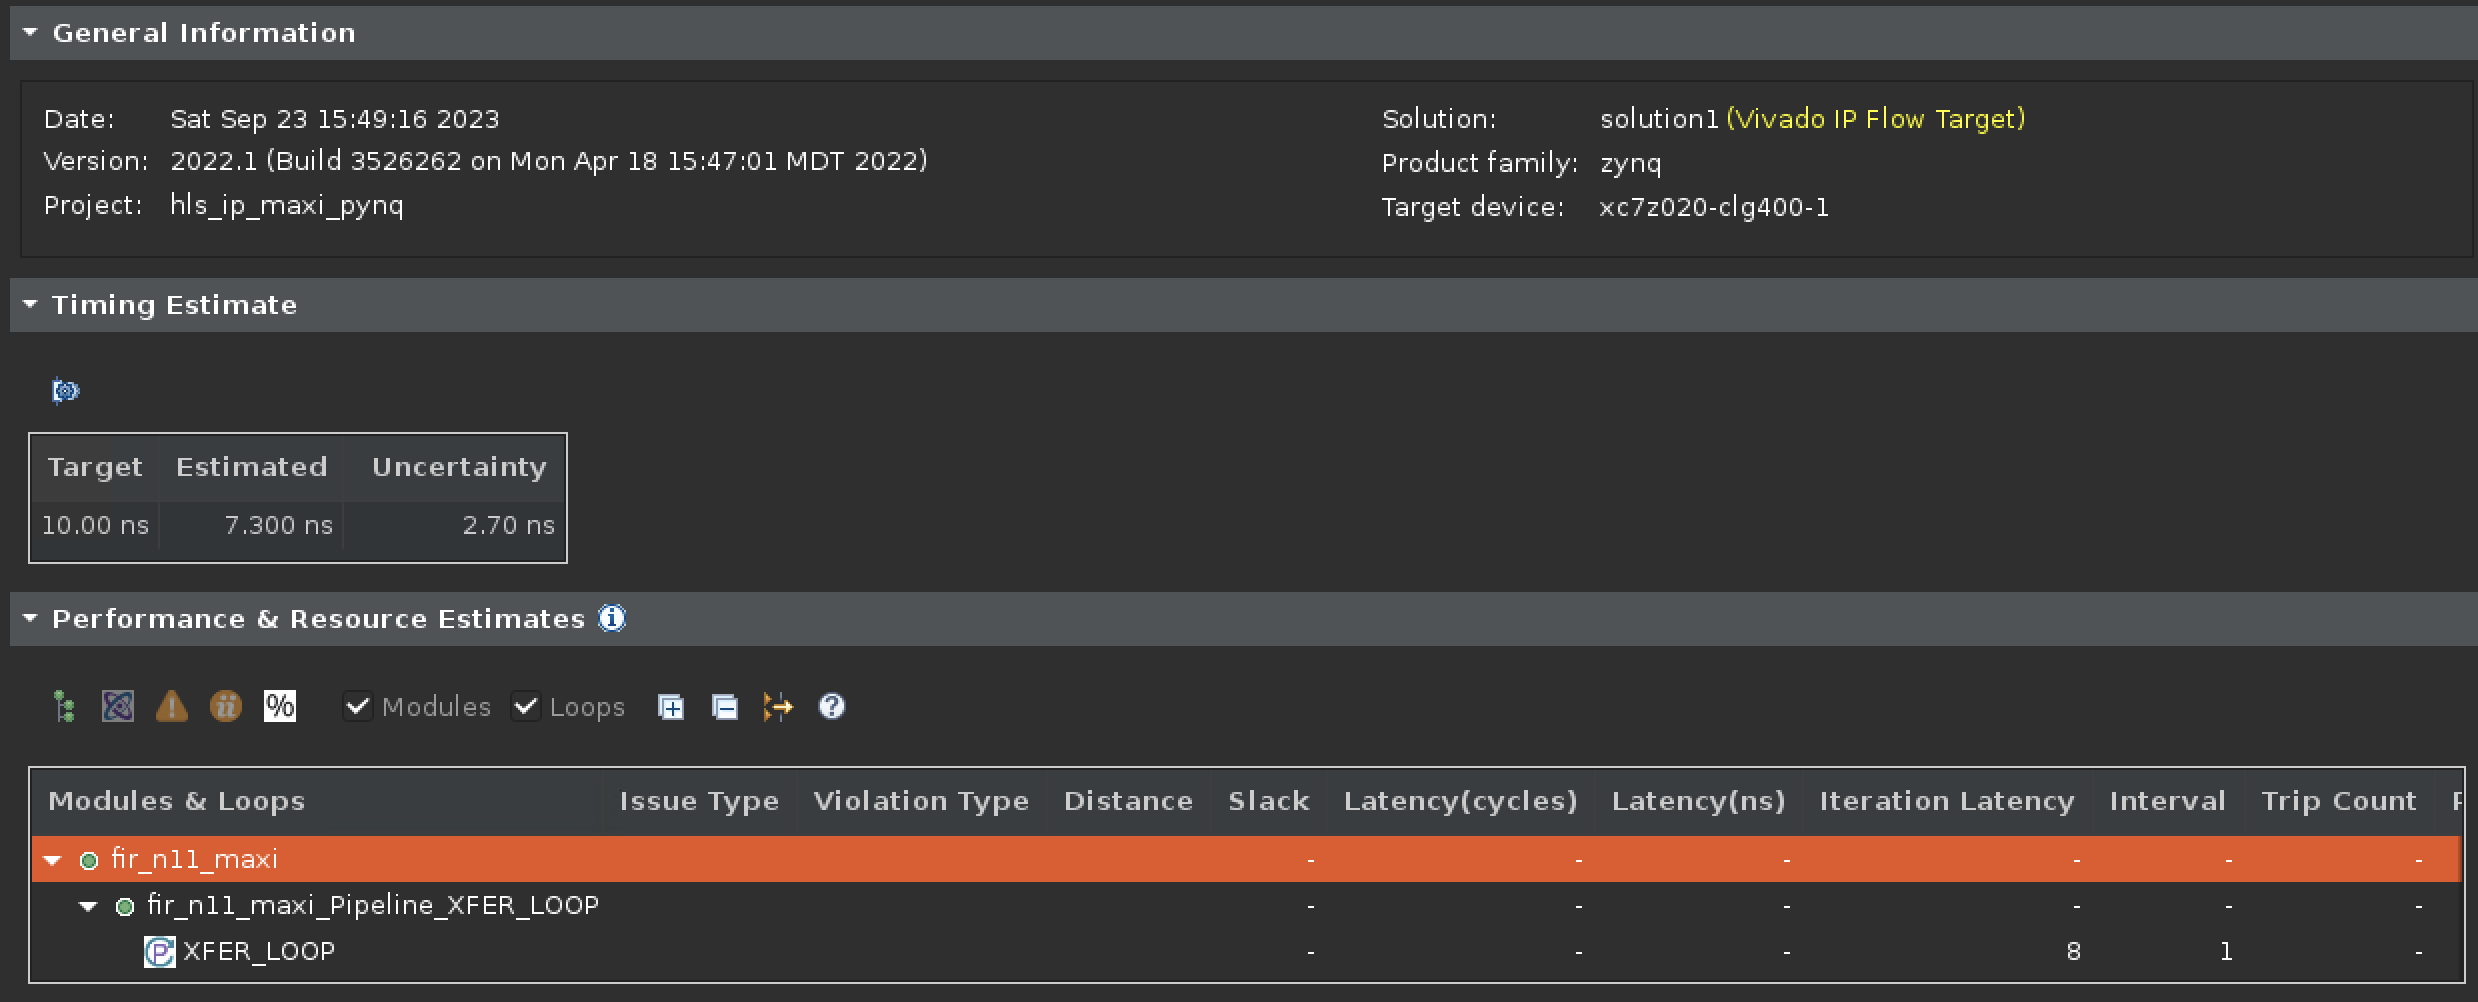 General Information
Date: Sat Sep 23 15:49:16 2023
Version: 2022.1 (Build 3526262 on Mon Apr 18 15:47:01 MDT 2022)
Project: hls_ip_maxi_pynq
Solution: solution1 (Vivado IP Flow Target)
Product family: zynq
Target device: xc7z020-clg400-1
Timing Estimate
Target Estimated Uncertainty
10.00 ns 7.300 ns 2.70 ns
Performance & Resource Estimates
% Modules Loops
Modules & Loops Issue Type Violation Type Distance Slack Latency(cycles) Latency(ns) Iteration Latency Interval Trip Count
fir_n11_maxi - - - - - -
fir_n11_maxi_Pipeline_XFER_LOOP - - - - - -
XFER_LOOP - - - 8 1 -